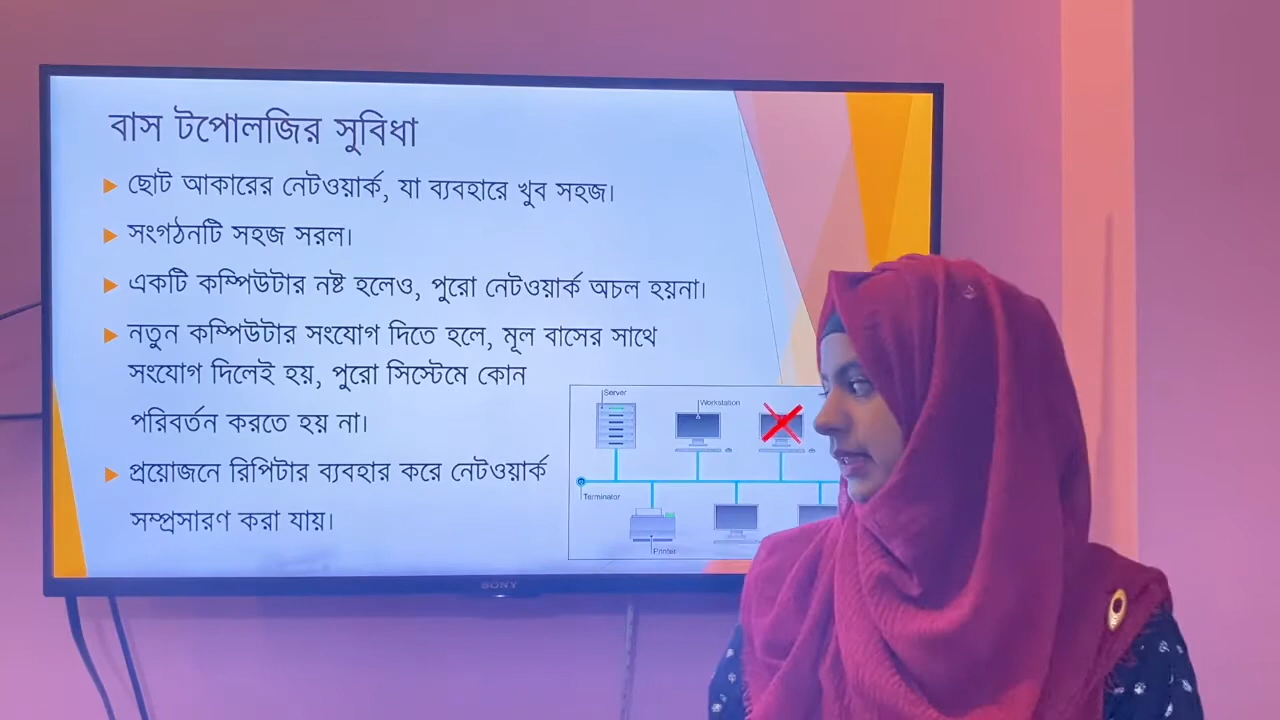 বাস টপোলজির সুবিধা
ছোট আকারের নেটওয়ার্ক, যা ব্যবহারে খুব সহজ।
সংগঠনটি সহজ সরল।
একটি কম্পিউটার নষ্ট হলেও, পুরো নেটওয়ার্ক অচল হয়না।
নতুন কম্পিউটার সংযোগ দিতে হলে, মূল বাসের সাথে
সংযোগ দিলেই হয়, পুরো সিস্টেমে কোন
পরিবর্তন করতে হয় না।
প্রয়োজনে রিপিটার ব্যবহার করে নেটওয়ার্ক
সম্প্রসারণ করা যায়।
Server
Workstation
Terminator
Printer
SONY